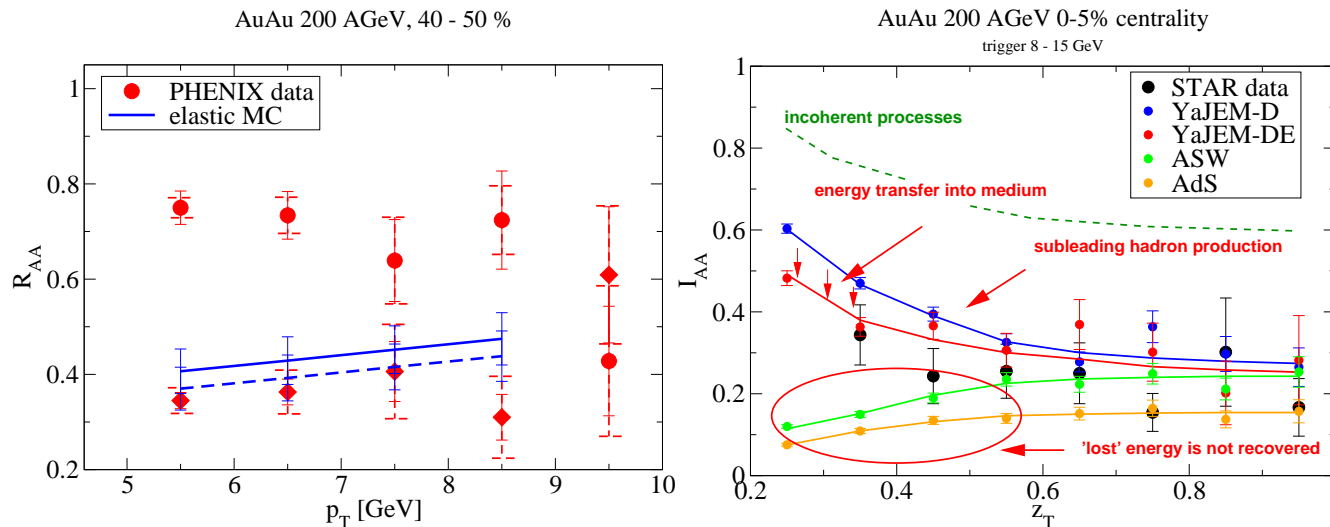 AuAu 200 AGeV, 40 - 50 %
1
0.8
0.6
0.4
0.2
R_AA
PHENIX data
elastic MC
5 6 7 8 9 10
p_T [GeV]
AuAu 200 AGeV 0-5% centrality
trigger 8 - 15 GeV
1
0.8
0.6
0.4
0.2
0
I_AA
STAR data
YaJEM-D
YaJEM-DE
ASW
AdS
incoherent processes
energy transfer into medium
subleading hadron production
'lost' energy is not recovered
0.2 0.4 0.6 0.8
z_T